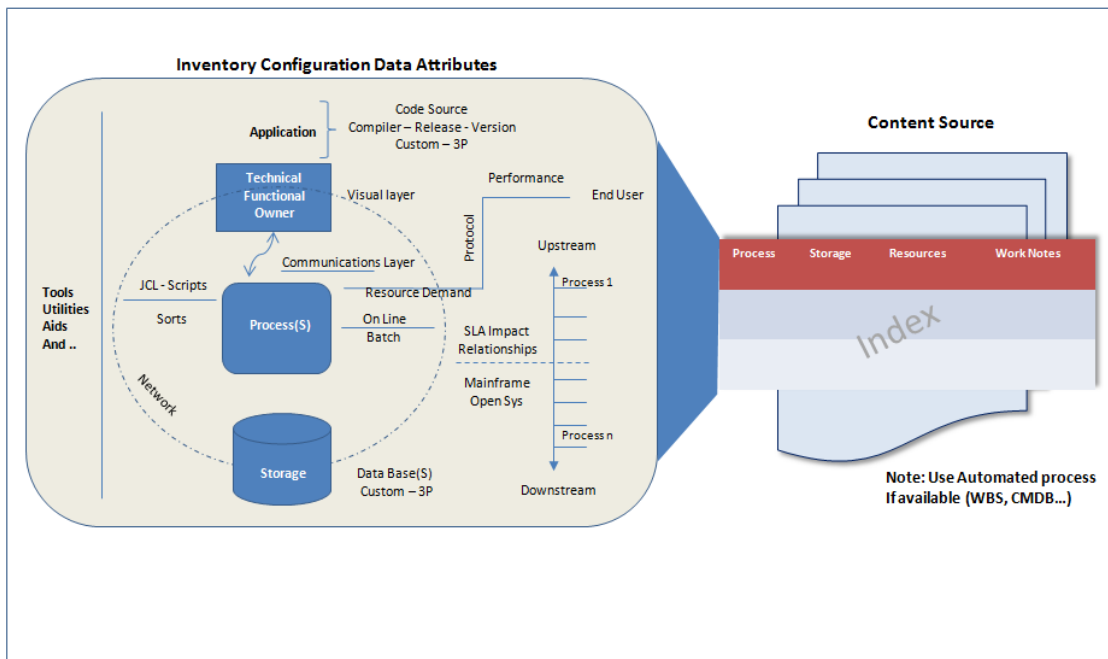 Inventory Configuration Data Attributes
Application
Code Source
Compiler – Release - Version
Custom – 3P
Technical
Functional
Owner
Visual layer
Performance
End User
Protocol
Communications Layer
Resource Demand
Upstream
Process 1
Tools
Utilities
Aids
And ..
JCL - Scripts
Sorts
Process(S)
On Line
Batch
SLA Impact
Relationships
Mainframe
Open Sys
Process n
Downstream
Network
Storage
Data Base(S)
Custom – 3P
Content Source
Process Storage Resources Work Notes
Index
Note: Use Automated process
If available (WBS, CMDB...)